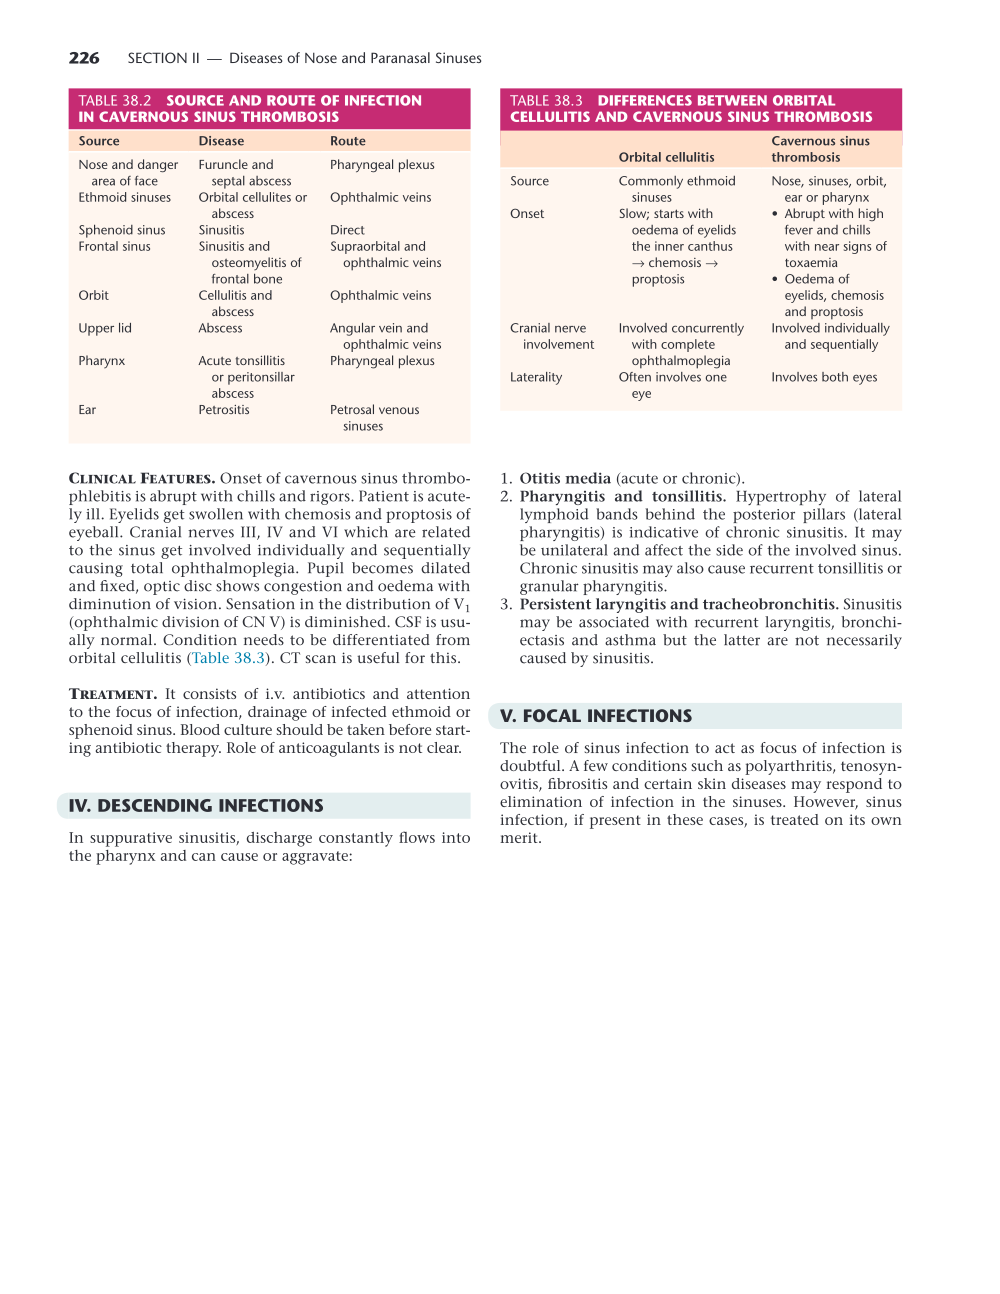 226 SECTION II — Diseases of Nose and Paranasal Sinuses
TABLE 38.2 SOURCE AND ROUTE OF INFECTION
IN CAVERNOUS SINUS THROMBOSIS
Source Disease Route
Nose and danger Furuncle and Pharyngeal plexus
area of face septal abscess
Ethmoid sinuses Orbital cellulites or Ophthalmic veins
abscess
Sphenoid sinus Sinusitis Direct
Frontal sinus Sinusitis and Supraorbital and
osteomyelitis of ophthalmic veins
frontal bone
Orbit Cellulitis and Ophthalmic veins
abscess
Upper lid Abscess Angular vein and
ophthalmic veins
Pharynx Acute tonsillitis Pharyngeal plexus
or peritonsillar
abscess
Ear Petrositis Petrosal venous
sinuses
CLINICAL FEATURES. Onset of cavernous sinus thrombo-
phlebitis is abrupt with chills and rigors. Patient is acute-
ly ill. Eyelids get swollen with chemosis and proptosis of
eyeball. Cranial nerves III, IV and VI which are related
to the sinus get involved individually and sequentially
causing total ophthalmoplegia. Pupil becomes dilated
and fixed, optic disc shows congestion and oedema with
diminution of vision. Sensation in the distribution of V1
(ophthalmic division of CN V) is diminished. CSF is usu-
ally normal. Condition needs to be differentiated from
orbital cellulitis (Table 38.3). CT scan is useful for this.
TREATMENT. It consists of i.v. antibiotics and attention
to the focus of infection, drainage of infected ethmoid or
sphenoid sinus. Blood culture should be taken before start-
ing antibiotic therapy. Role of anticoagulants is not clear.
IV. DESCENDING INFECTIONS
In suppurative sinusitis, discharge constantly flows into
the pharynx and can cause or aggravate:
TABLE 38.3 DIFFERENCES BETWEEN ORBITAL
CELLULITIS AND CAVERNOUS SINUS THROMBOSIS
Cavernous sinus
Orbital cellulitis thrombosis
Source Commonly ethmoid Nose, sinuses, orbit,
sinuses ear or pharynx
Onset Slow; starts with • Abrupt with high
oedema of eyelids fever and chills
the inner canthus with near signs of
→ chemosis → toxaemia
proptosis • Oedema of
eyelids, chemosis
and proptosis
Cranial nerve Involved concurrently Involved individually
involvement with complete and sequentially
ophthalmoplegia
Laterality Often involves one Involves both eyes
eye
1. Otitis media (acute or chronic).
2. Pharyngitis and tonsillitis. Hypertrophy of lateral
lymphoid bands behind the posterior pillars (lateral
pharyngitis) is indicative of chronic sinusitis. It may
be unilateral and affect the side of the involved sinus.
Chronic sinusitis may also cause recurrent tonsillitis or
granular pharyngitis.
3. Persistent laryngitis and tracheobronchitis. Sinusitis
may be associated with recurrent laryngitis, bronchi-
ectasis and asthma but the latter are not necessarily
caused by sinusitis.
V. FOCAL INFECTIONS
The role of sinus infection to act as focus of infection is
doubtful. A few conditions such as polyarthritis, tenosyn-
ovitis, fibrositis and certain skin diseases may respond to
elimination of infection in the sinuses. However, sinus
infection, if present in these cases, is treated on its own
merit.